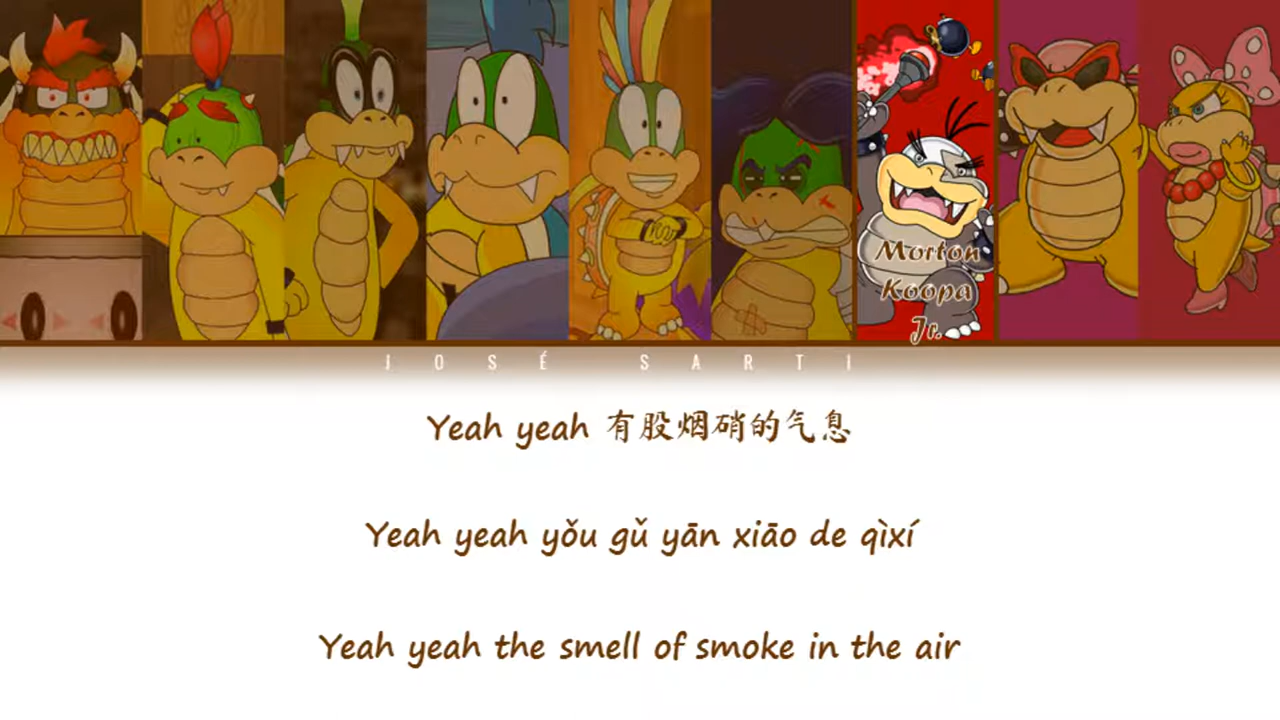 Morton
Koopa
Jr.
JOSÉ SARTI
Yeah yeah 有股烟硝的气息
Yeah yeah yǒu gǔ yān xiāo de qìxí
Yeah yeah the smell of smoke in the air